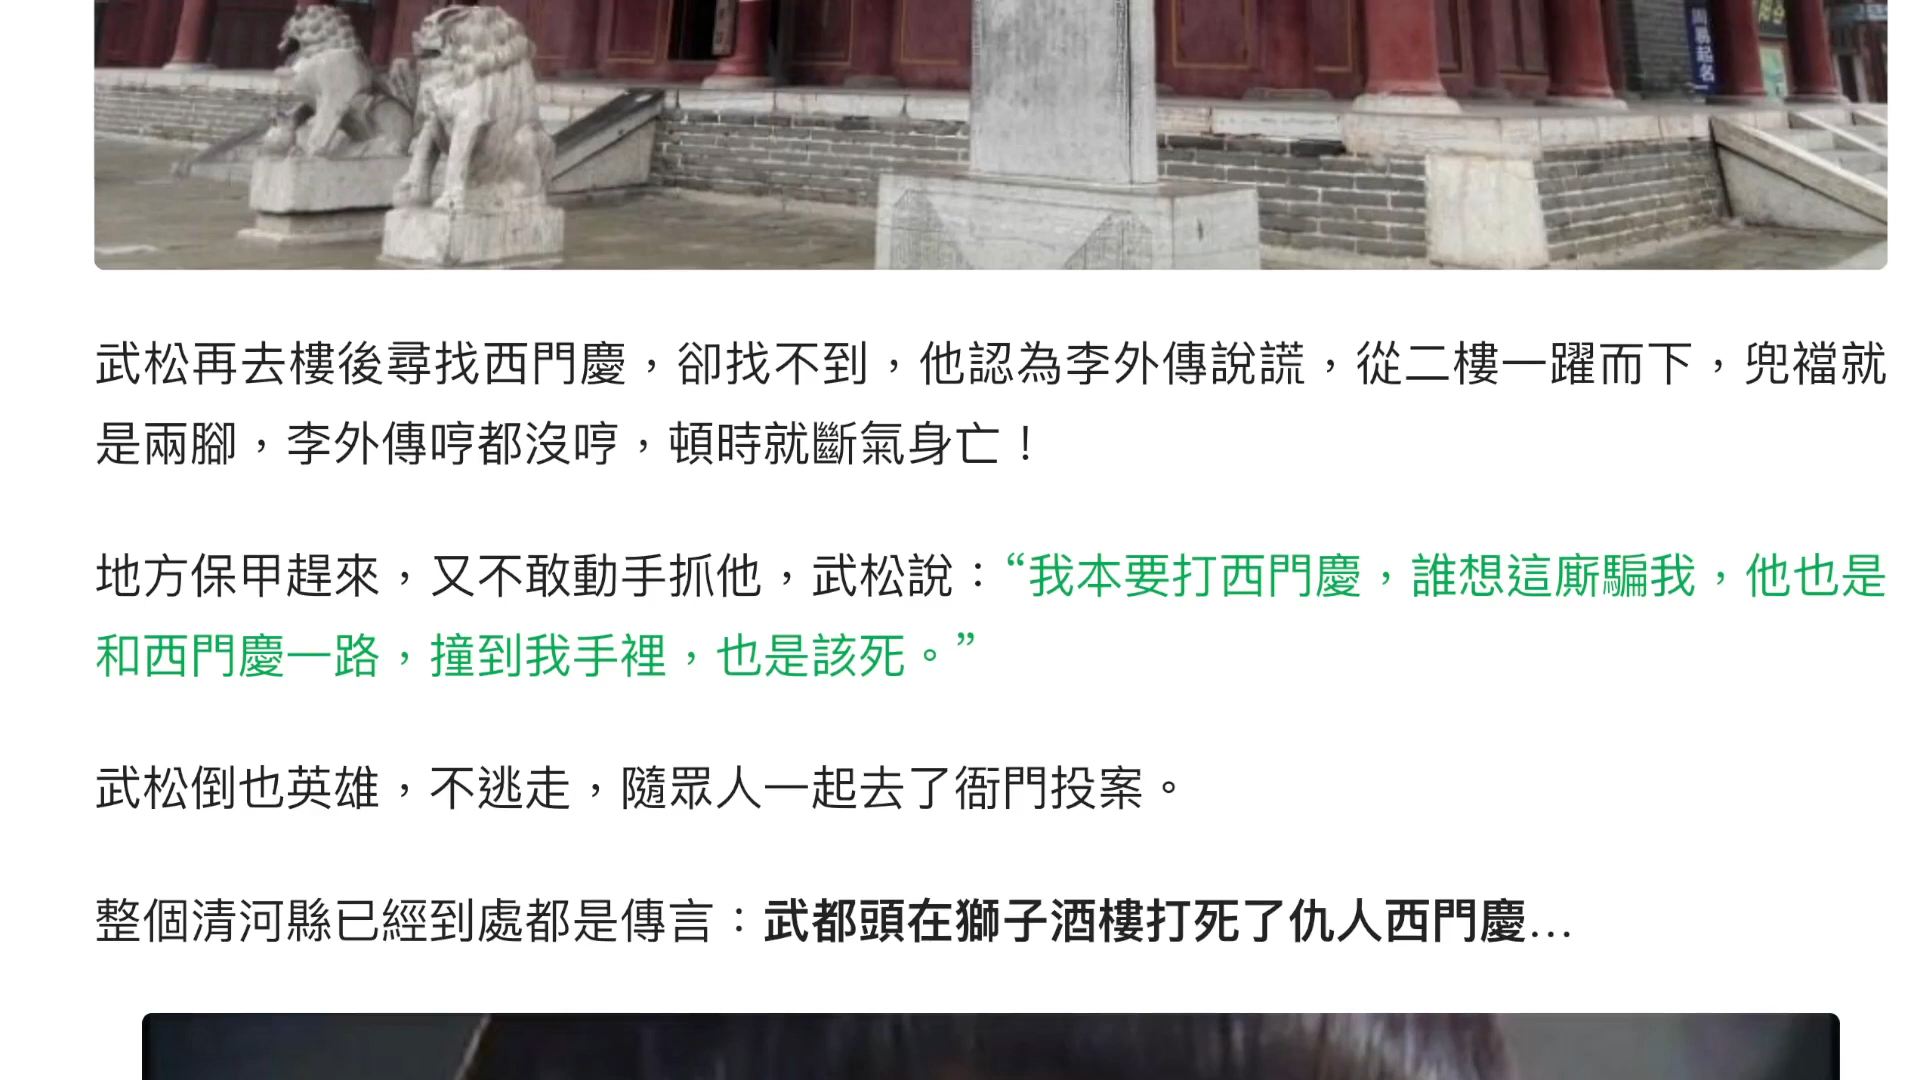 周易起名
武松再去樓後尋找西門慶，卻找不到，他認為李外傳說謊，從二樓一躍而下，兜襠就
是兩腳，李外傳哼都沒哼，頓時就斷氣身亡！
地方保甲趕來，又不敢動手抓他，武松說：“我本要打西門慶，誰想這廝騙我，他也是
和西門慶一路，撞到我手裡，也是該死。”
武松倒也英雄，不逃走，隨眾人一起去了衙門投案。
整個清河縣已經到處都是傳言：武都頭在獅子酒樓打死了仇人西門慶...